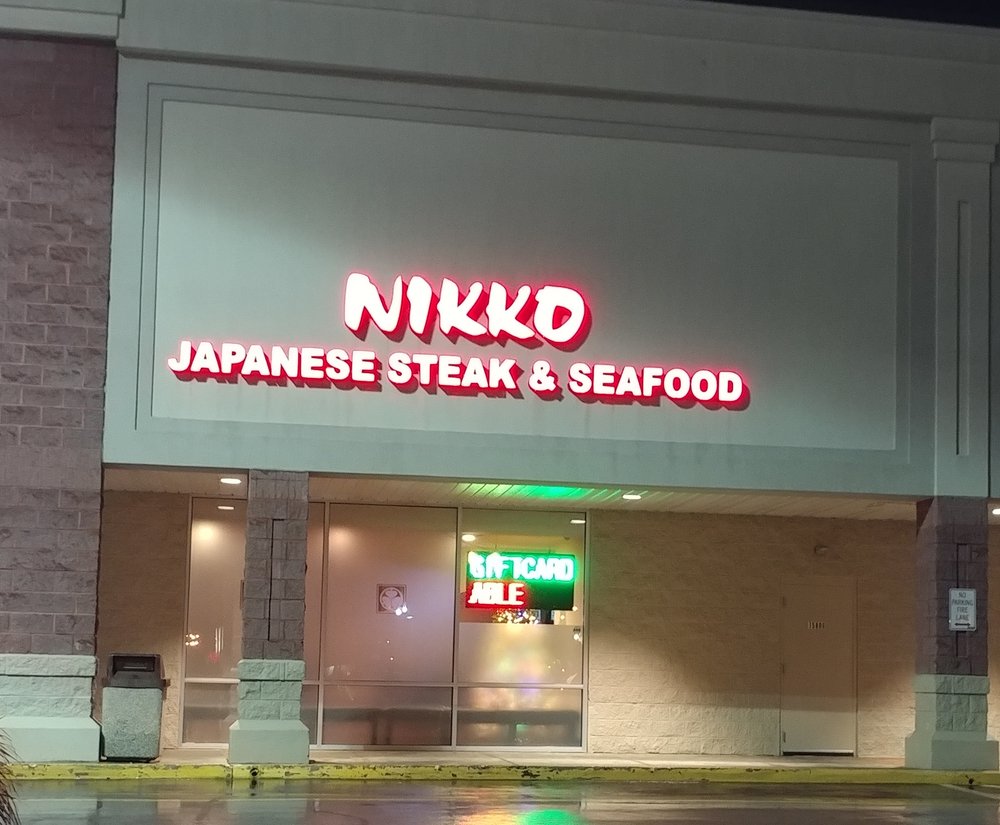 NIKKO
JAPANESE STEAK & SEAFOOD
GIFTCARD
ABLE
NO
PARKING
FIRE
LANE